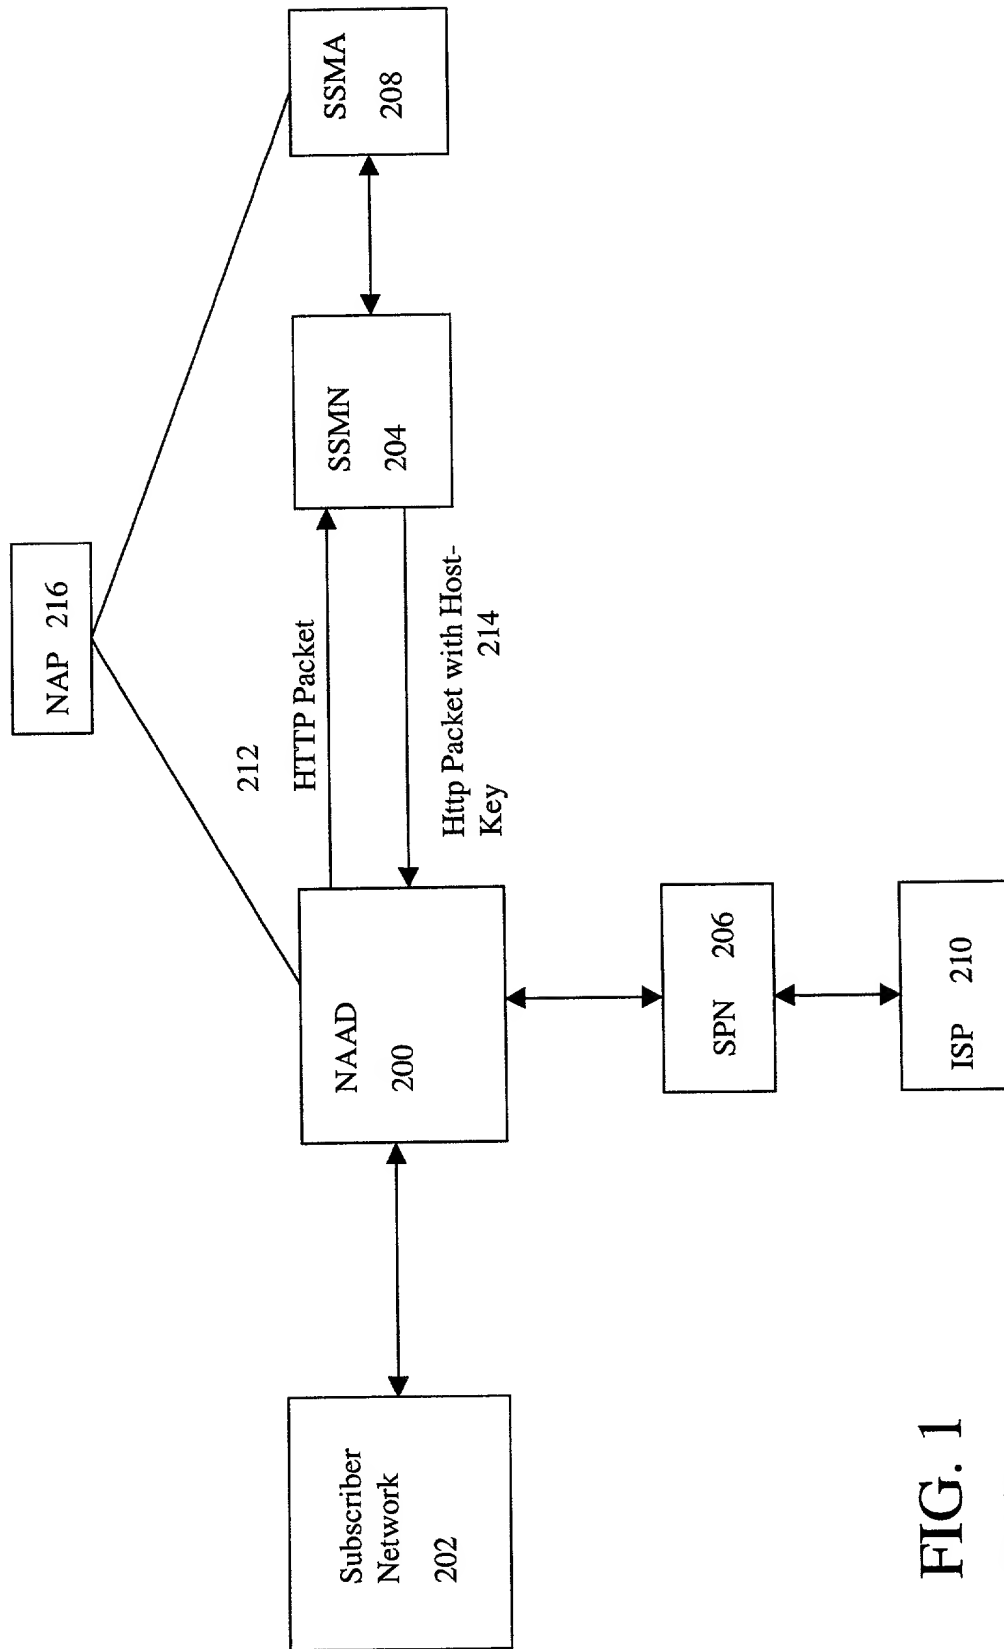 NAP 216
212
HTTP Packet
SSMA
208
SSMN
204
Http Packet with Host-
Key 214
NAAD
200
Subscriber
Network
202
SPN 206
ISP 210
FIG. 1